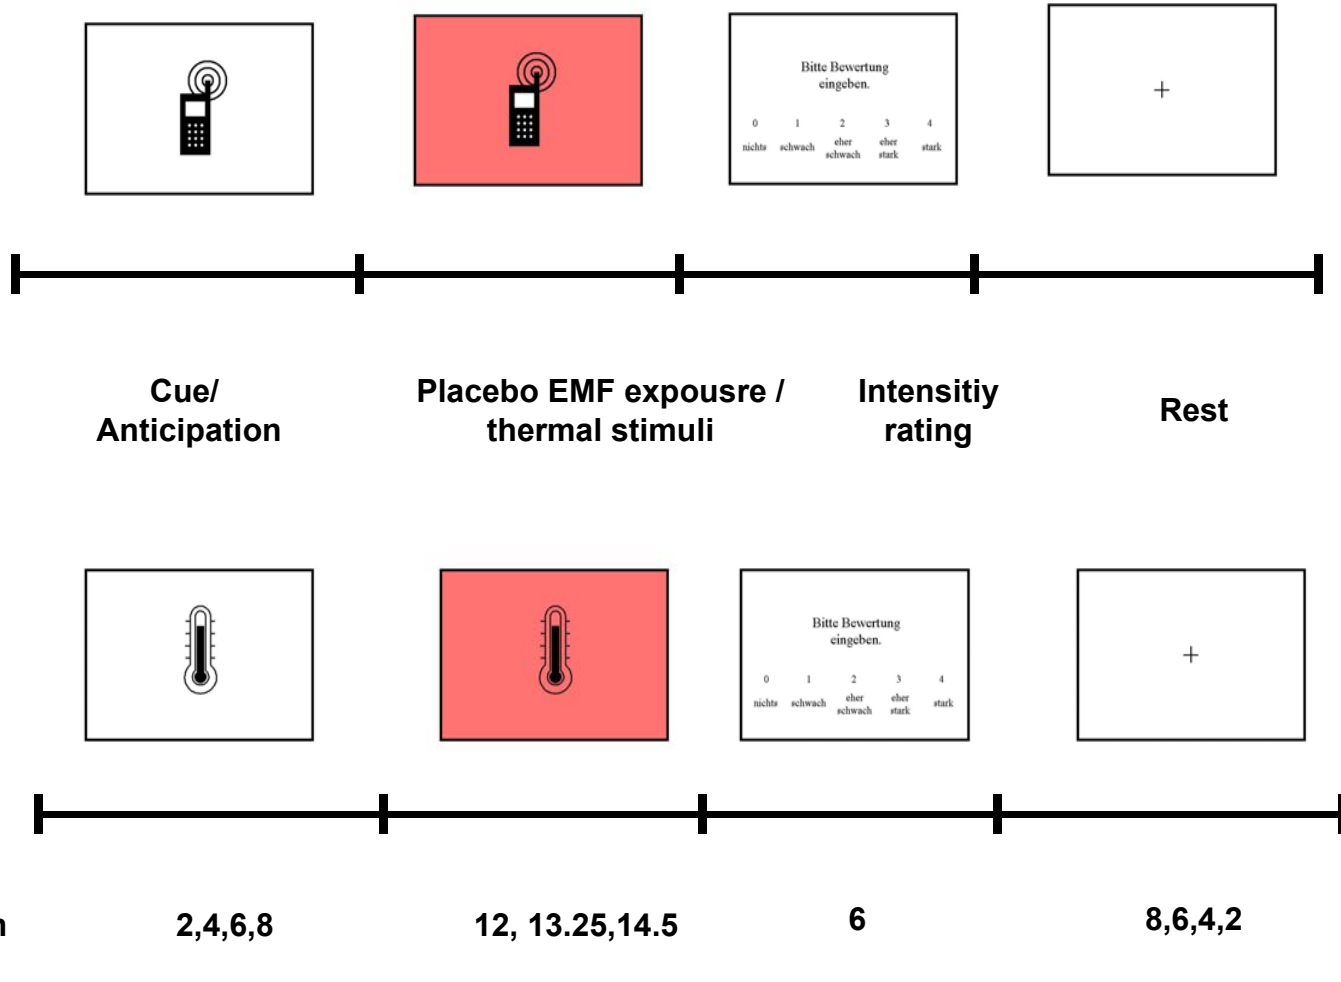 Bitte Bewertung
eingeben.
0 1 2 3 4
nichts schwach eher schwach eher stark stark
+
Cue/
Anticipation
Placebo EMF expousre /
thermal stimuli
Intensitiy
rating
Rest
Bitte Bewertung
eingeben.
0 1 2 3 4
nichts schwach eher schwach eher stark stark
+
2,4,6,8
12, 13.25,14.5
6
8,6,4,2